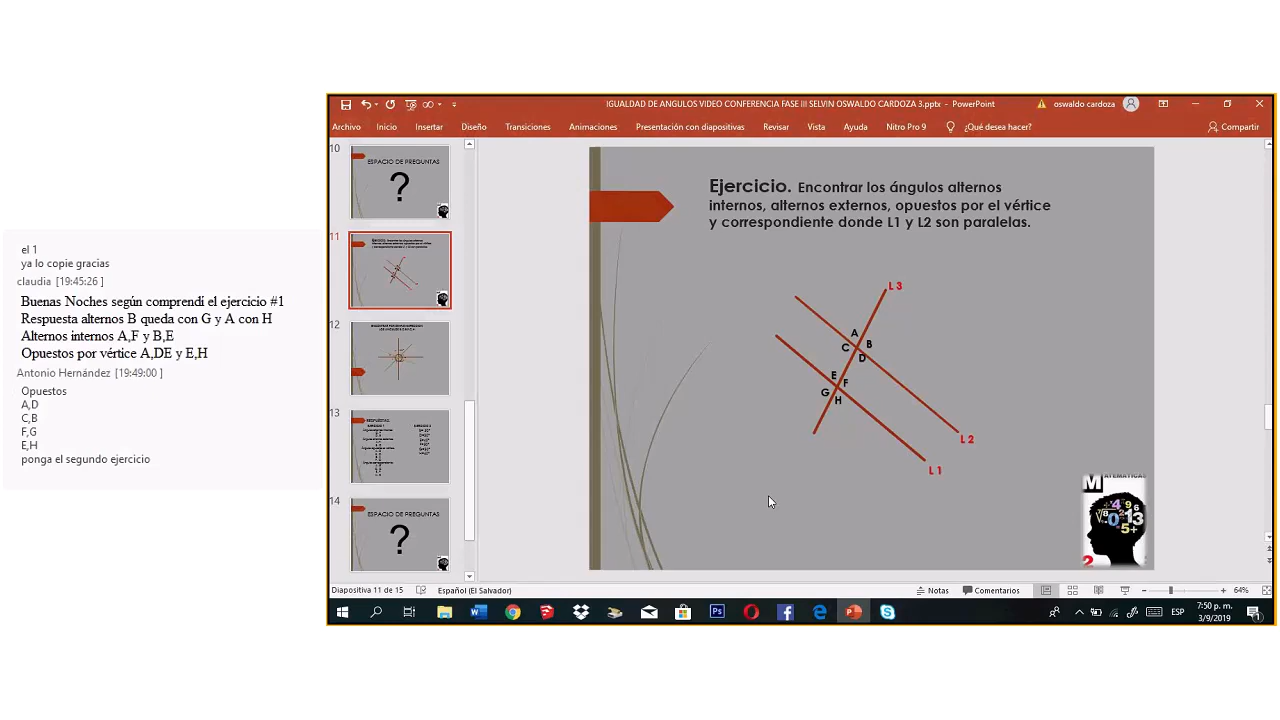 el 1
ya lo copie gracias
claudia [19:45:26]
Buenas Noches según comprendí el ejercicio #1
Respuesta alternos B queda con G y A con H
Alternos internos A,F y B,E
Opuestos por vértice A,DE y E,H
Antonio Hernández [19:49:00]
Opuestos
A,D
C,B
F,G
E,H
ponga el segundo ejercicio
IGUALDAD DE ANGULOS VIDEO CONFERENCIA FASE III SELVIN OSWALDO CARDOZA 3.pptx - PowerPoint
oswaldo cardoza
Archivo Inicio Insertar Diseño Transiciones Animaciones Presentación con diapositivas Revisar Vista Ayuda Nitro Pro 9 ¿Qué desea hacer? Compartir
10
ESPACIO DE PREGUNTAS
?
11
12
13
14
ESPACIO DE PREGUNTAS
?
Ejercicio. Encontrar los ángulos alternos
internos, alternos externos, opuestos por el vértice
y correspondiente donde L1 y L2 son paralelas.
L 3
A
B
C
D
E
F
G
H
L 2
L 1
MATEMATICAS
2
Diapositiva 11 de 15 Español (El Salvador) Notas Comentarios 64%
ESP
7:50 p. m.
3/9/2019